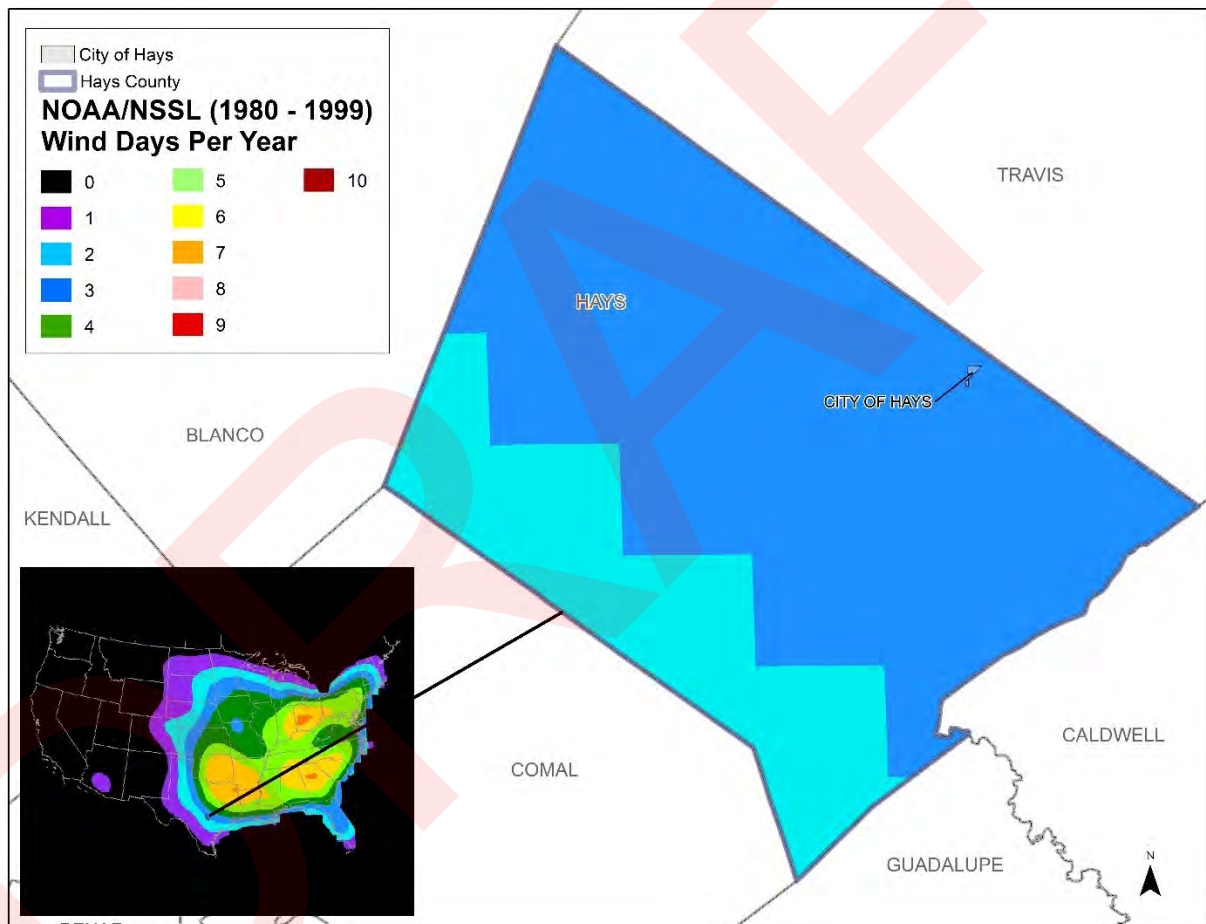 City of Hays
Hays County
NOAA/NSSL (1980 - 1999)
Wind Days Per Year
0
5
10
1
6
2
7
3
8
4
9
TRAVIS
HAYS
CITY OF HAYS
BLANCO
KENDALL
CALDWELL
COMAL
GUADALUPE
N
DRAF